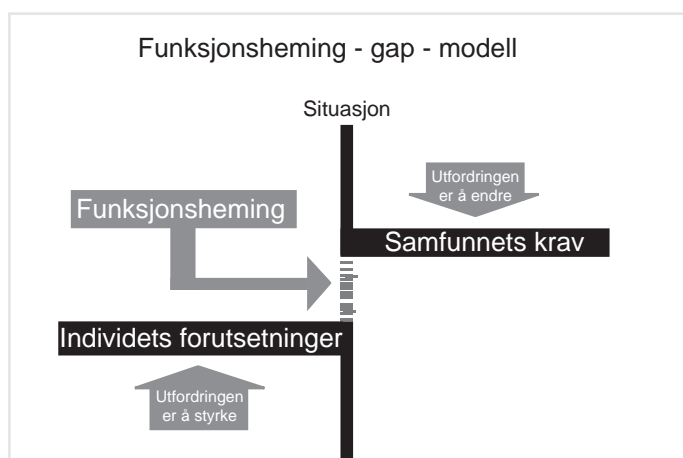 Funksjonsheming - gap - modell
Situasjon
Utfordringen
er å endre
Funksjonsheming
Samfunnets krav
Individets forutsetninger
Utfordringen
er å styrke